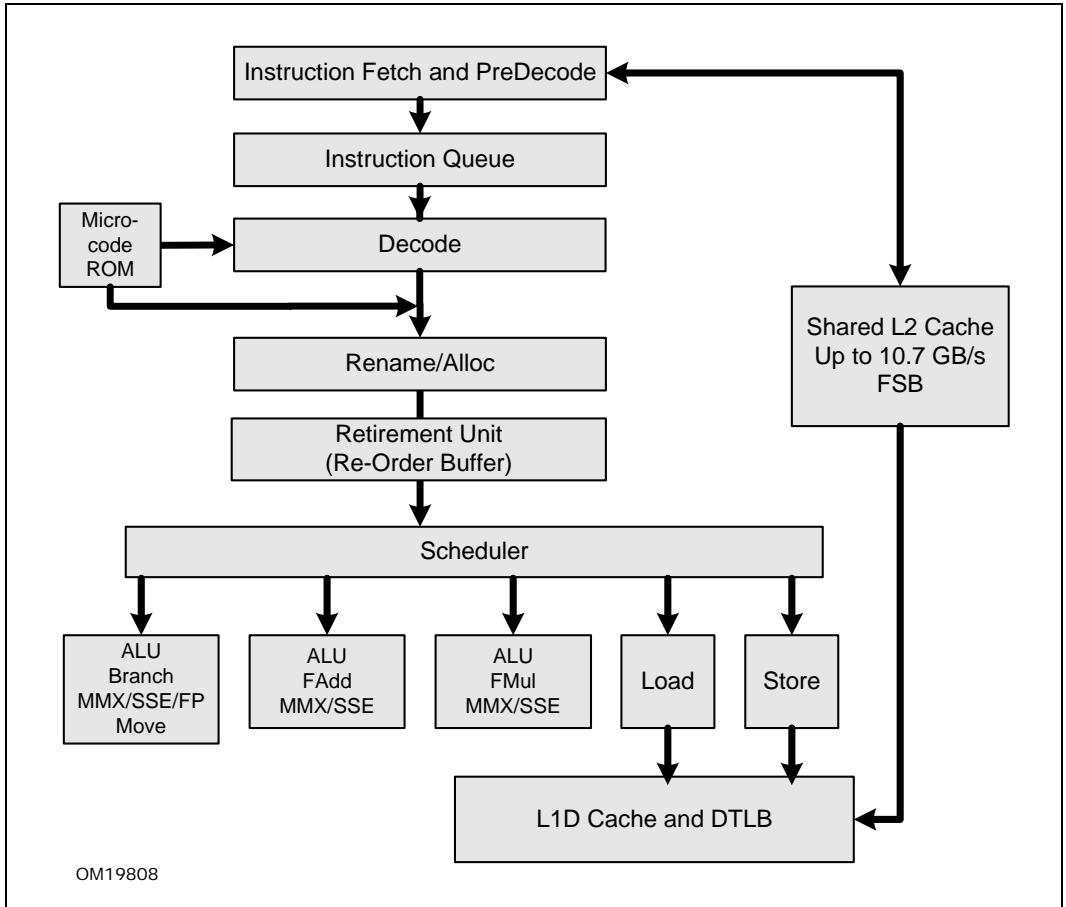 Instruction Fetch and PreDecode
Instruction Queue
Micro-
code
ROM
Decode
Shared L2 Cache
Up to 10.7 GB/s
FSB
Rename/Alloc
Retirement Unit
(Re-Order Buffer)
Scheduler
ALU
Branch
MMX/SSE/FP
Move
ALU
FAdd
MMX/SSE
ALU
FMul
MMX/SSE
Load
Store
L1D Cache and DTLB
OM19808